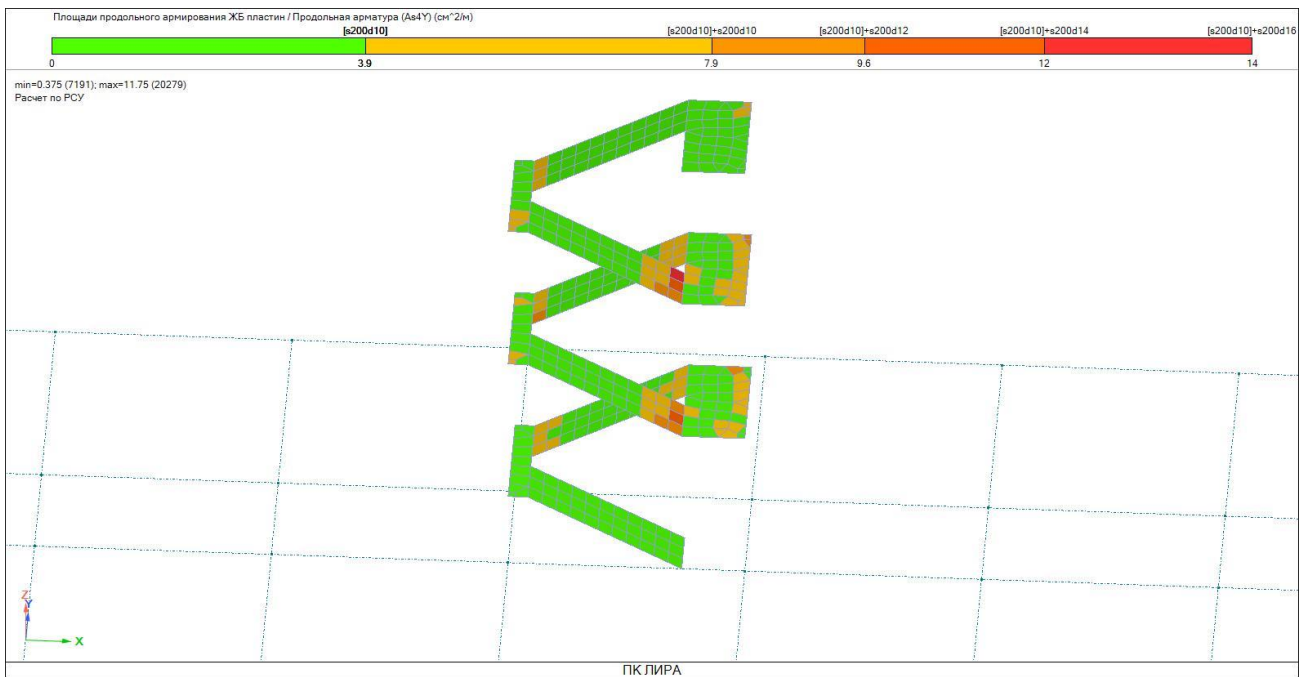 Площади продольного армирования ЖБ пластин / Продольная арматура (As4Y) (см^2/м)
[s200d10] [s200d10]+s200d10 [s200d10]+s200d12 [s200d10]+s200d14 [s200d10]+s200d16
0 3.9 7.9 9.6 12 14
min=0.375 (7191); max=11.75 (20279)
Расчет по РСУ
Z
Y
X
ПК ЛИРА